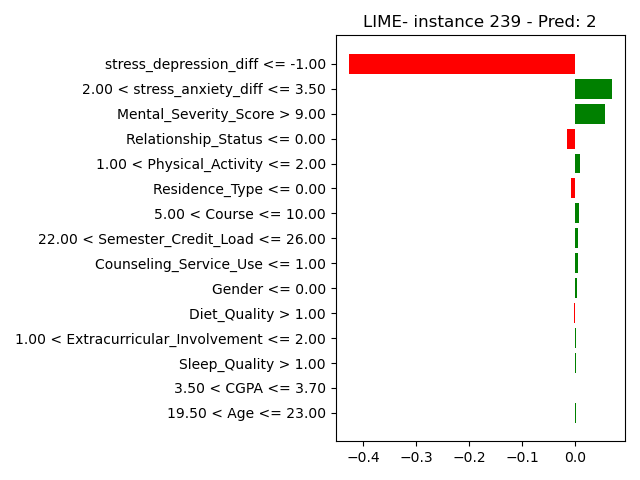 LIME- instance 239 - Pred: 2
stress_depression_diff <= -1.00
2.00 < stress_anxiety_diff <= 3.50
Mental_Severity_Score > 9.00
Relationship_Status <= 0.00
1.00 < Physical_Activity <= 2.00
Residence_Type <= 0.00
5.00 < Course <= 10.00
22.00 < Semester_Credit_Load <= 26.00
Counseling_Service_Use <= 1.00
Gender <= 0.00
Diet_Quality > 1.00
1.00 < Extracurricular_Involvement <= 2.00
Sleep_Quality > 1.00
3.50 < CGPA <= 3.70
19.50 < Age <= 23.00
−0.4 −0.3 −0.2 −0.1 0.0